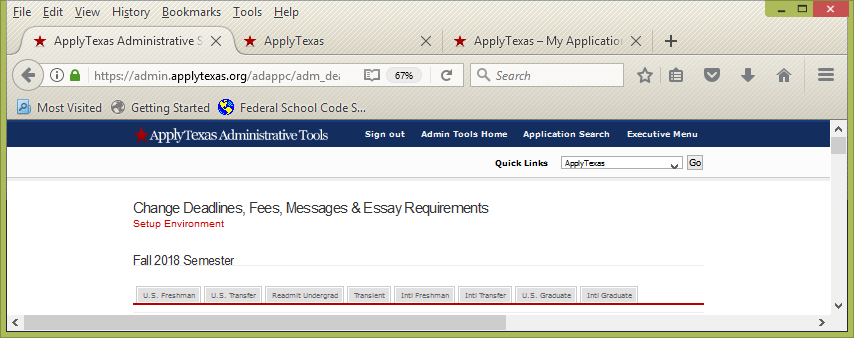 File Edit View History Bookmarks Tools Help
ApplyTexas Administrative S ApplyTexas ApplyTexas – My Application
https://admin.applytexas.org/adappc/adm_dea 67% Search
Most Visited Getting Started Federal School Code S...
ApplyTexas Administrative Tools Sign out Admin Tools Home Application Search Executive Menu
Quick Links ApplyTexas Go
Change Deadlines, Fees, Messages & Essay Requirements
Setup Environment
Fall 2018 Semester
U.S. Freshman U.S. Transfer Readmit Undergrad Transient Intl Freshman Intl Transfer U.S. Graduate Intl Graduate